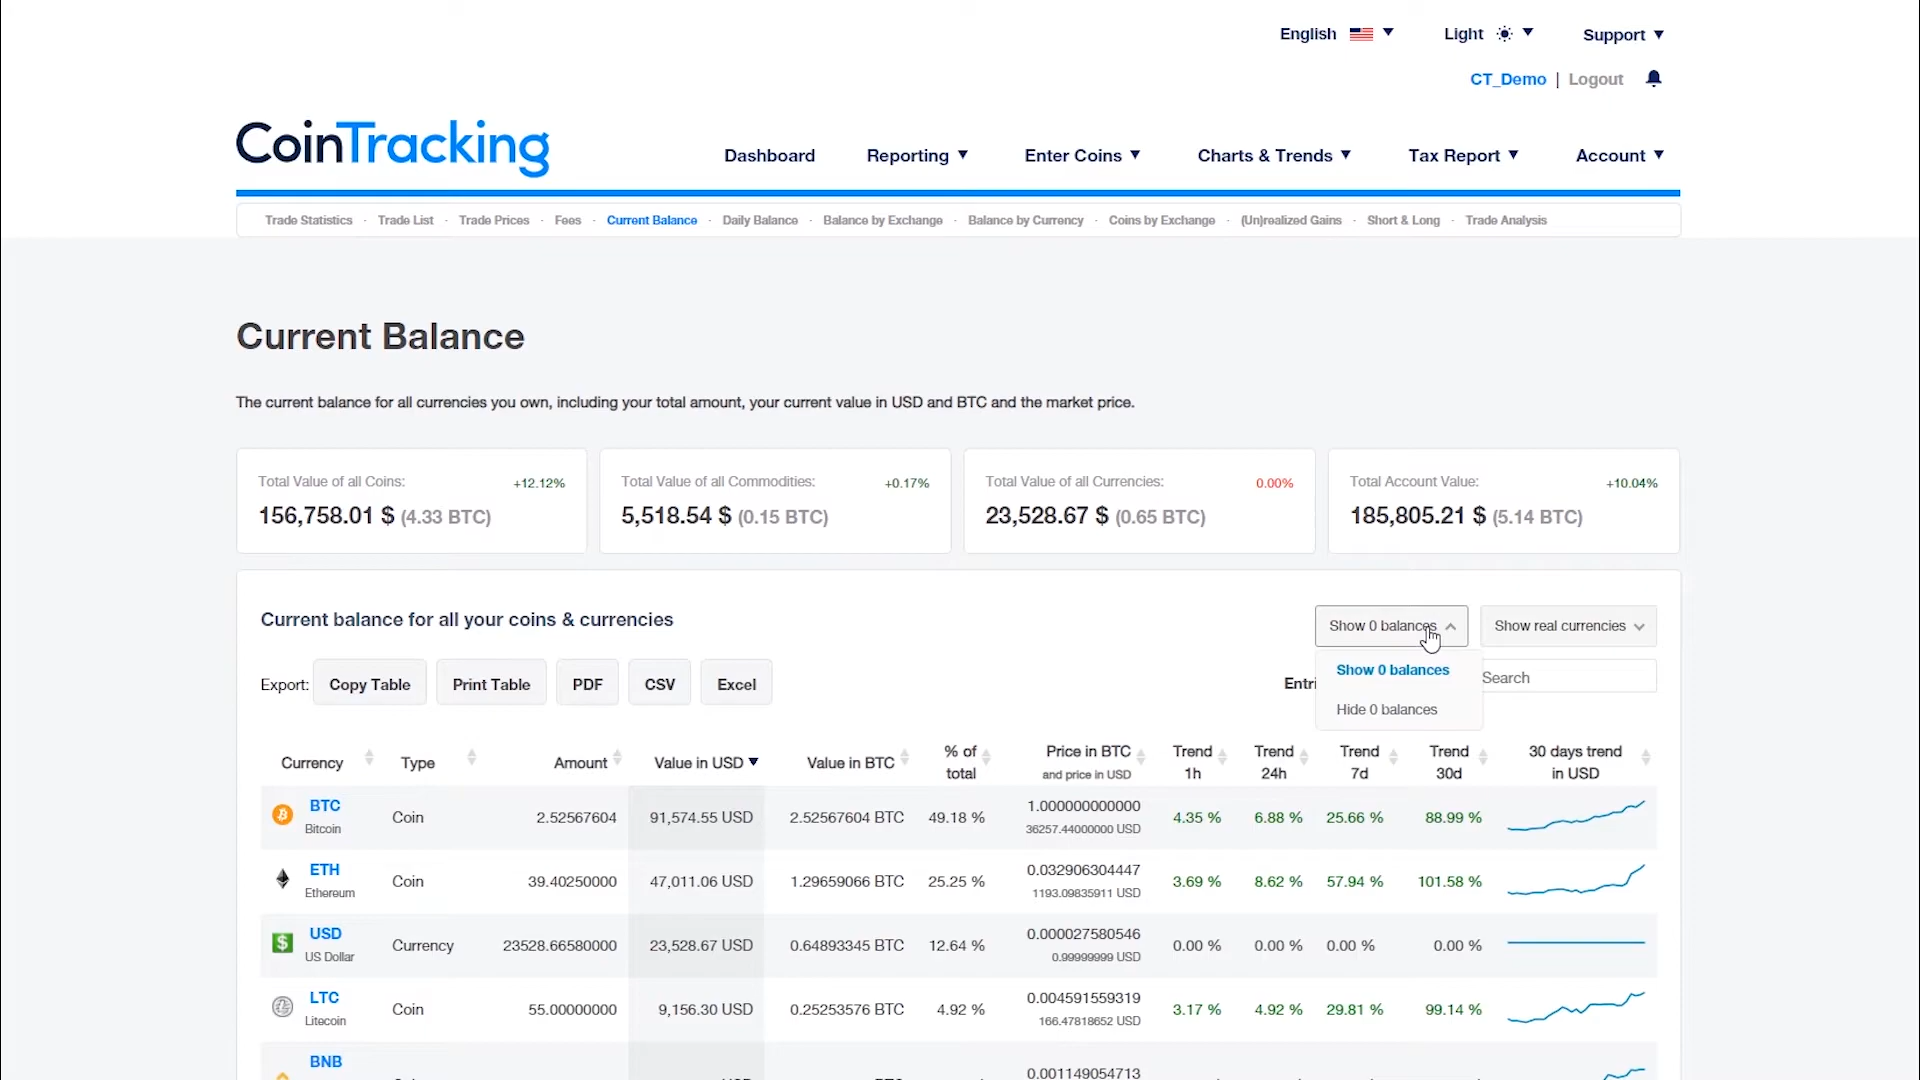 English
Light
Support
CT_Demo | Logout
CoinTracking
Dashboard Reporting Enter Coins Charts & Trends Tax Report Account
Trade Statistics - Trade List - Trade Prices - Fees - Current Balance - Daily Balance - Balance by Exchange - Balance by Currency - Coins by Exchange - (Un)realized Gains - Short & Long - Trade Analysis
Current Balance
The current balance for all currencies you own, including your total amount, your current value in USD and BTC and the market price.
Total Value of all Coins: +12.12%
156,758.01 $ (4.33 BTC)
Total Value of all Commodities: +0.17%
5,518.54 $ (0.15 BTC)
Total Value of all Currencies: 0.00%
23,528.67 $ (0.65 BTC)
Total Account Value: +10.04%
185,805.21 $ (5.14 BTC)
Current balance for all your coins & currencies
Show 0 balances
Show real currencies
Show 0 balances
Hide 0 balances
Export: Copy Table Print Table PDF CSV Excel
Search
Currency Type Amount Value in USD Value in BTC % of total Price in BTC and price in USD Trend 1h Trend 24h Trend 7d Trend 30d 30 days trend in USD
BTC Bitcoin Coin 2.52567604 91,574.55 USD 2.52567604 BTC 49.18 % 1.000000000000 36257.44000000 USD 4.35 % 6.88 % 25.66 % 88.99 %
ETH Ethereum Coin 39.40250000 47,011.06 USD 1.29659066 BTC 25.25 % 0.032906304447 1193.09835911 USD 3.69 % 8.62 % 57.94 % 101.58 %
USD US Dollar Currency 23528.66580000 23,528.67 USD 0.64893345 BTC 12.64 % 0.000027580546 0.99999999 USD 0.00 % 0.00 % 0.00 % 0.00 %
LTC Litecoin Coin 55.00000000 9,156.30 USD 0.25253576 BTC 4.92 % 0.004591559319 166.47818652 USD 3.17 % 4.92 % 29.81 % 99.14 %
BNB 0.001149054713